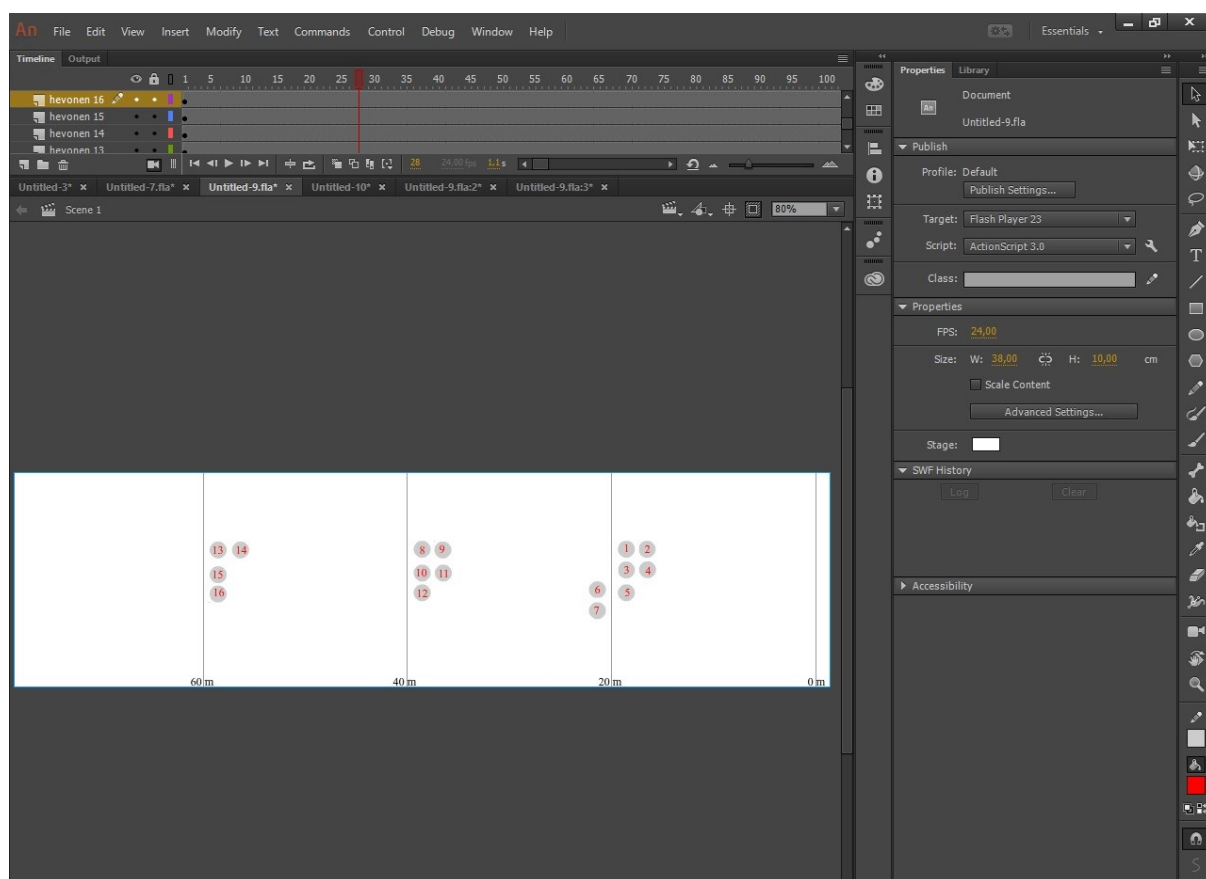 An File Edit View Insert Modify Text Commands Control Debug Window Help Essentials
Timeline Output
1 5 10 15 20 25 30 35 40 45 50 55 60 65 70 75 80 85 90 95 100
hevonen 16
hevonen 15
hevonen 14
hevonen 13
28 24,00 fps 1,1 s
Untitled-3* x Untitled-7.fla* x Untitled-9.fla* x Untitled-10* x Untitled-9.fla:2* x Untitled-9.fla:3* x
Scene 1 80%
13 14 8 9 1 2
15 10 11 3 4
16 12 6 5
7
60 m 40 m 20 m 0 m
Properties Library
Document
An
Untitled-9.fla
Publish
Profile: Default
Publish Settings...
Target: Flash Player 23
Script: ActionScript 3.0
Class:
Properties
FPS: 24,00
Size: W: 38,00 H: 10,00 cm
Scale Content
Advanced Settings...
Stage:
SWF History
Log Clear
Accessibility